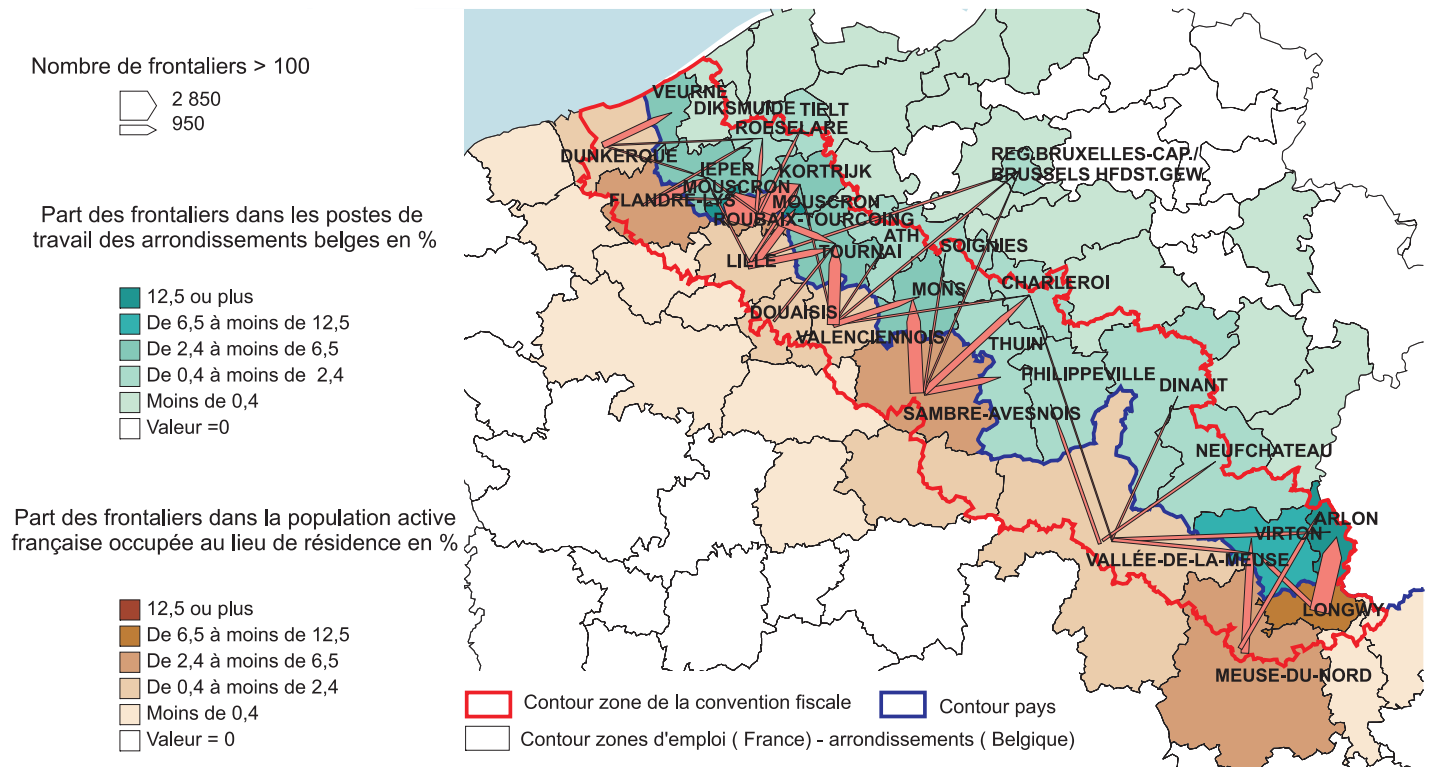 Nombre de frontaliers > 100
2 850
950
Part des frontaliers dans les postes de
travail des arrondissements belges en %
12,5 ou plus
De 6,5 à moins de 12,5
De 2,4 à moins de 6,5
De 0,4 à moins de 2,4
Moins de 0,4
Valeur =0
Part des frontaliers dans la population active
française occupée au lieu de résidence en %
12,5 ou plus
De 6,5 à moins de 12,5
De 2,4 à moins de 6,5
De 0,4 à moins de 2,4
Moins de 0,4
Valeur = 0
VEURNE
DIKSMUIDE
TIELT
ROESELARE
DUNKERQUE
REG.BRUXELLES-CAP./
BRUSSELS HFDST.GEW.
IEPER
KORTRIJK
MOUSCRON
FLANDRE-LYS
MOUSCRON
ROUBAIX-TOURCOING
ATH
SOIGNIES
LILLE
TOURNAI
CHARLEROI
MONS
DOUAISIS
VALENCIENNOIS
THUIN
PHILIPPEVILLE
DINANT
SAMBRE-AVESNOIS
NEUFCHATEAU
ARLON
VIRTON
VALLÉE-DE-LA-MEUSE
LONGWY
MEUSE-DU-NORD
Contour zone de la convention fiscale
Contour pays
Contour zones d'emploi ( France) - arrondissements ( Belgique)